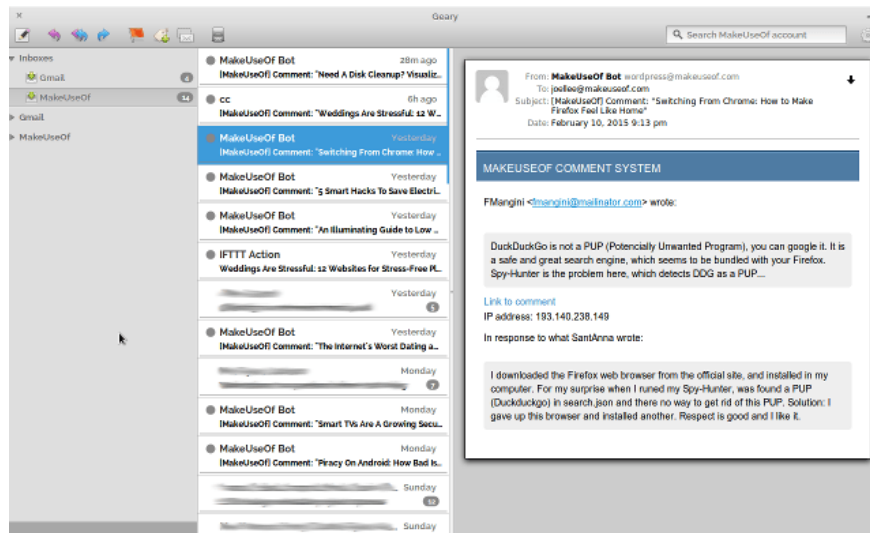 Geary
Search MakeUseOf account
Inboxes
Gmail
MakeUseOf 14
Gmail
MakeUseOf
MakeUseOf Bot 28m ago
[MakeUseOf] Comment: "Need A Disk Cleanup? Visualiz...
cc 6h ago
[MakeUseOf] Comment: "Weddings Are Stressful: 12 W...
MakeUseOf Bot Yesterday
[MakeUseOf] Comment: "Switching From Chrome: How ...
MakeUseOf Bot Yesterday
[MakeUseOf] Comment: "5 Smart Hacks To Save Electri...
MakeUseOf Bot Yesterday
[MakeUseOf] Comment: "An Illuminating Guide to Low ...
IFTTT Action Yesterday
Weddings Are Stressful: 12 Websites for Stress-Free Pl...
Yesterday
5
MakeUseOf Bot Yesterday
[MakeUseOf] Comment: "The Internet's Worst Dating a...
Monday
7
MakeUseOf Bot Monday
[MakeUseOf] Comment: "Smart TVs Are A Growing Secu...
MakeUseOf Bot Monday
[MakeUseOf] Comment: "Piracy On Android: How Bad Is...
Sunday
12
Sunday
From: MakeUseOf Bot wordpress@makeuseof.com
To: joellee@makeuseof.com
Subject: [MakeUseOf] Comment: "Switching From Chrome: How to Make
Firefox Feel Like Home"
Date: February 10, 2015 9:13 pm
MAKEUSEOF COMMENT SYSTEM
FMangini <fmangini@mailinator.com> wrote:
DuckDuckGo is not a PUP (Potencially Unwanted Program), you can google it. It is
a safe and great search engine, which seems to be bundled with your Firefox.
Spy-Hunter is the problem here, which detects DDG as a PUP...
Link to comment
IP address: 193.140.238.149
In response to what SantAnna wrote:
I downloaded the Firefox web browser from the official site, and installed in my
computer. For my surprise when I runed my Spy-Hunter, was found a PUP
(Duckduckgo) in search.json and there no way to get rid of this PUP. Solution: I
gave up this browser and installed another. Respect is good and I like it.